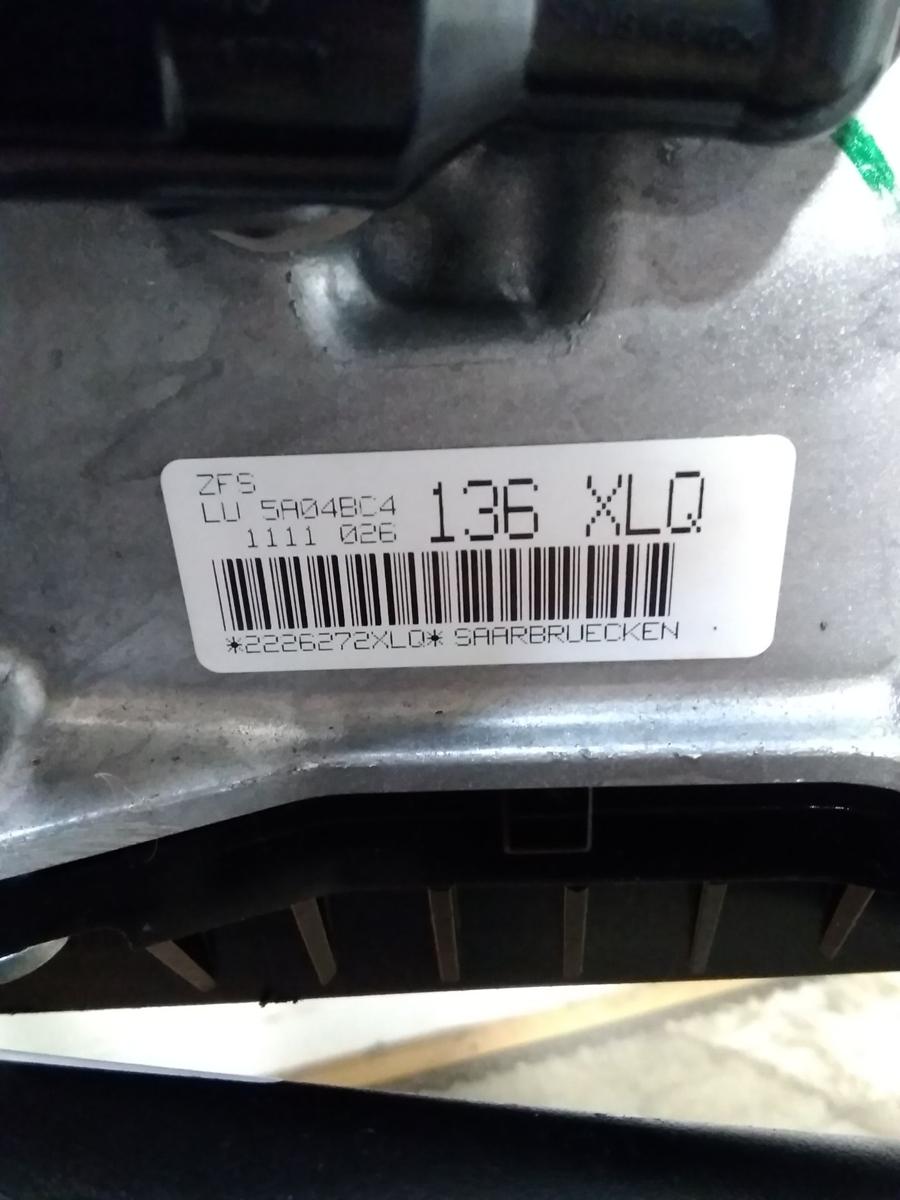 ZFS
LU 5A04BC4 136 XLQ
1111 026
*2226272XLQ* SAARBRUECKEN